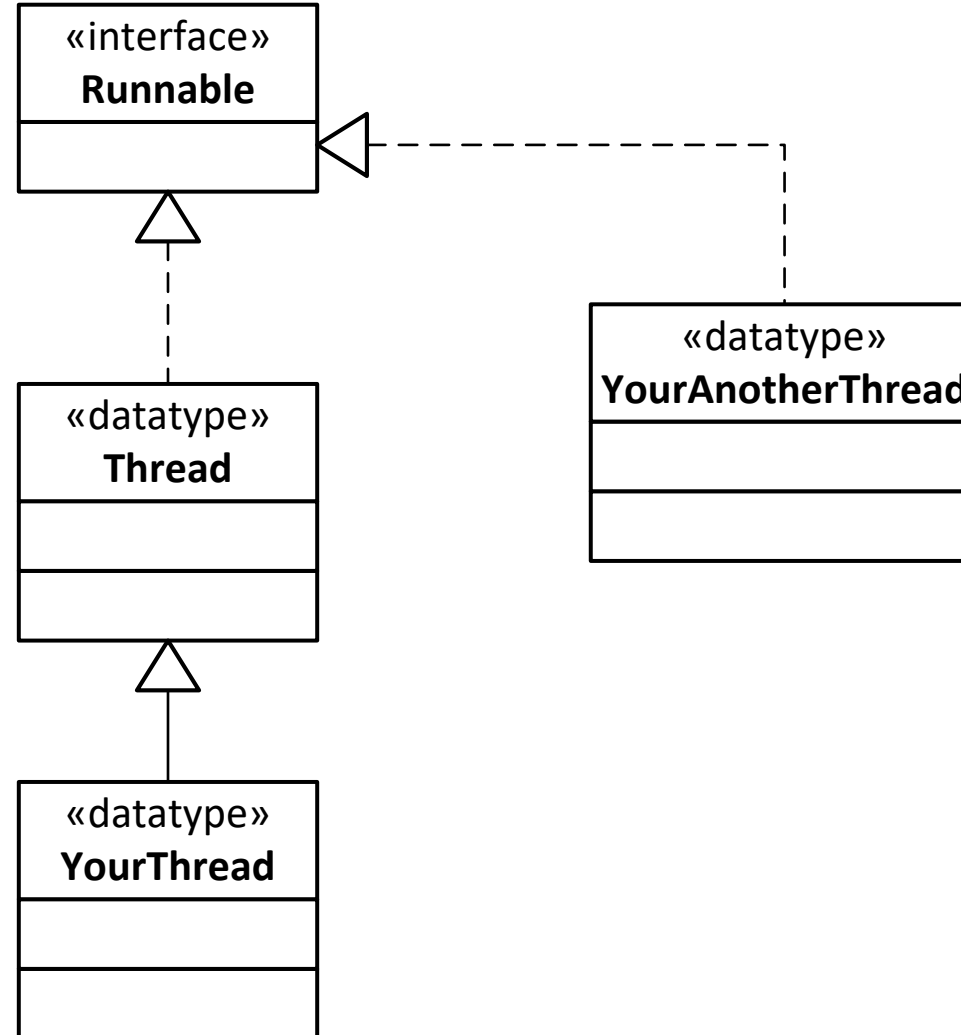 «interface»
Runnable
«datatype»
YourAnotherThread
«datatype»
Thread
«datatype»
YourThread